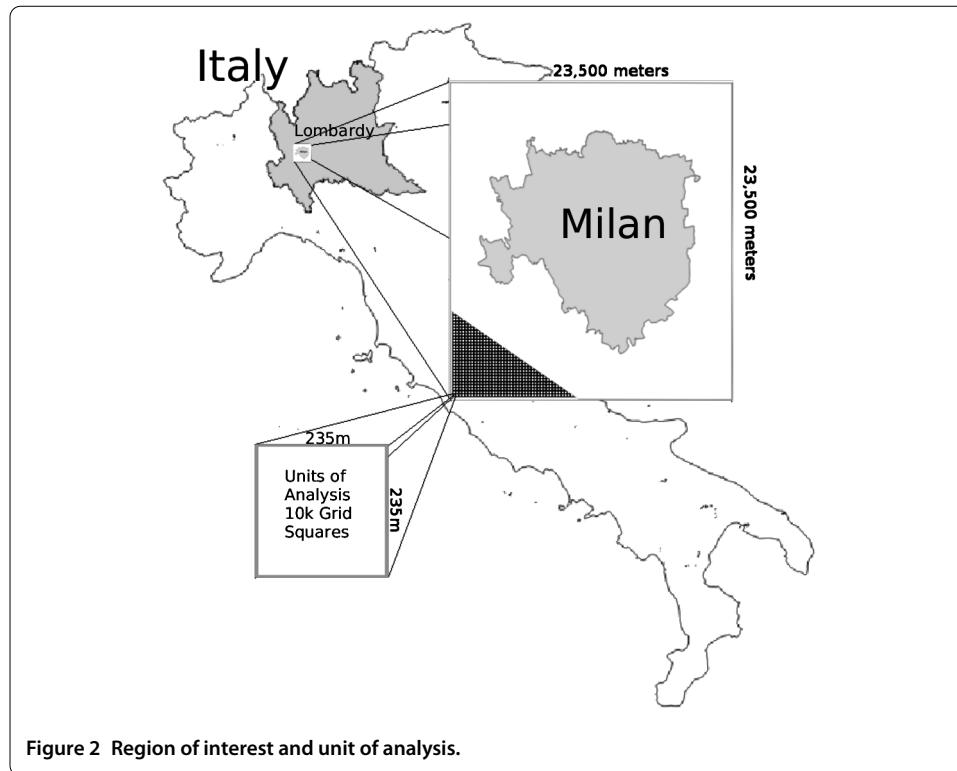 Italy
23,500 meters
Lombardy
23,500 meters
Milan
235m
Units of
Analysis
10k Grid
Squares
235m
Figure 2 Region of interest and unit of analysis.